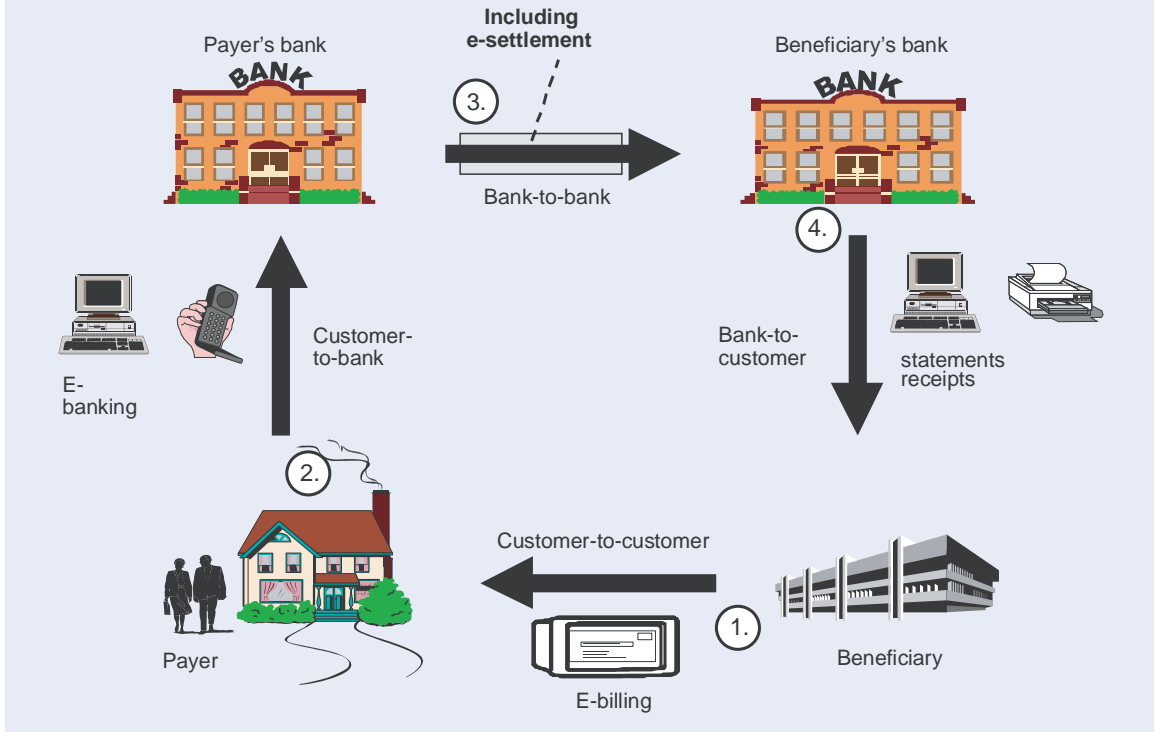 Including
e-settlement
Payer's bank
Beneficiary's bank
BANK
BANK
3.
Bank-to-bank
4.
Customer-
to-bank
E-
banking
Bank-to-
customer
statements
receipts
2.
Customer-to-customer
1.
Payer
Beneficiary
E-billing